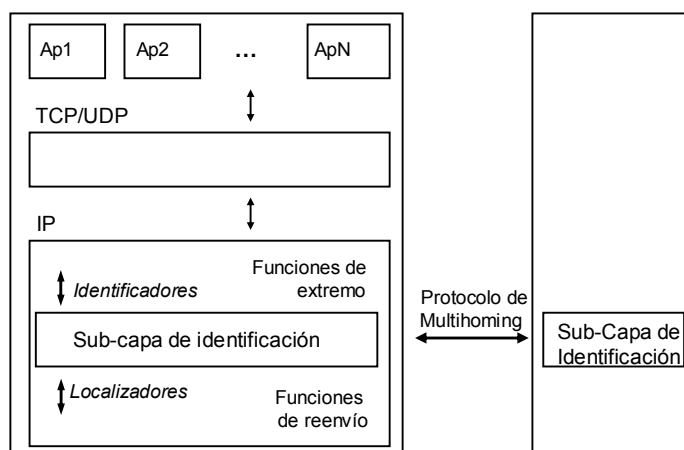 Ap1 Ap2 ... ApN
TCP/UDP
IP
Funciones de
extremo
Identificadores
Sub-capa de identificación
Localizadores
Funciones
de reenvío
Protocolo de
Multihoming
Sub-Capa de
Identificación